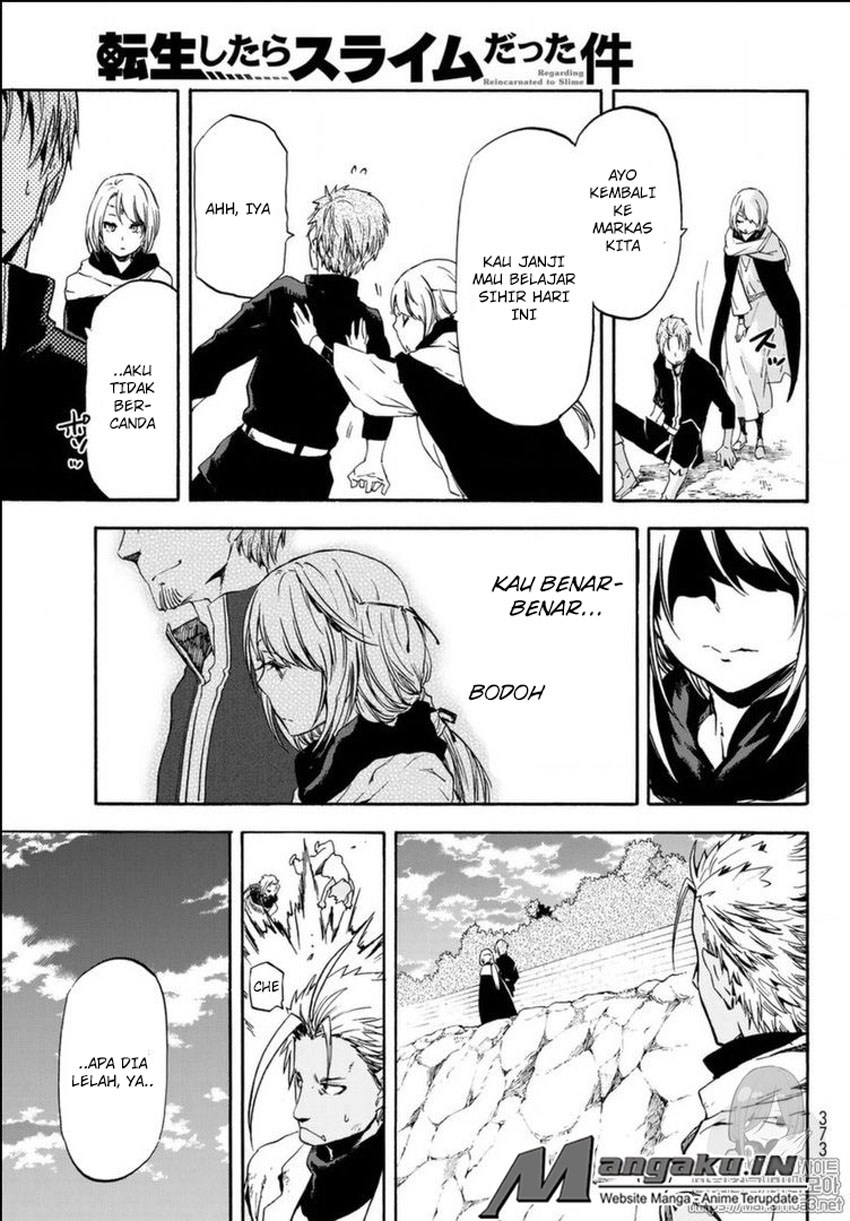 転生したらスライムだった件
Regarding
Reincarnated to Slime
AYO
KEMBALI
KE
MARKAS
KITA
KAU JANJI
MAU BELAJAR
SIHIR HARI
INI
AHH, IYA
..AKU
TIDAK
BER-
CANDA
KAU BENAR-
BENAR...
BODOH
CHE
..APA DIA
LELAH, YA..
373
Mangaku.iN
Website Manga - Anime Terupdate